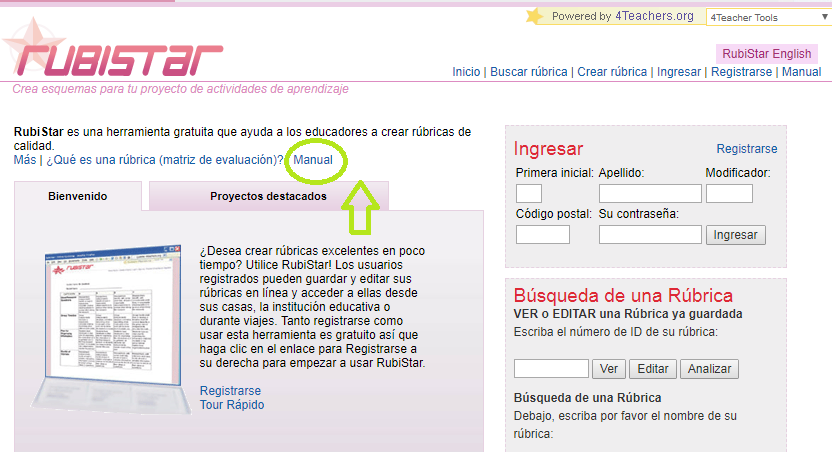 Powered by 4Teachers.org
4Teacher Tools
RUBISTAR
RubiStar English
Inicio | Buscar rúbrica | Crear rúbrica | Ingresar | Registrarse | Manual
Crea esquemas para tu proyecto de actividades de aprendizaje
RubiStar es una herramienta gratuita que ayuda a los educadores a crear rúbricas de
calidad.
Más | ¿Qué es una rúbrica (matriz de evaluación)? Manual
Bienvenido
Proyectos destacados
¿Desea crear rúbricas excelentes en poco
tiempo? Utilice RubiStar! Los usuarios
registrados pueden guardar y editar sus
rúbricas en línea y acceder a ellas desde
sus casas, la institución educativa o
durante viajes. Tanto registrarse como
usar esta herramienta es gratuito así que
haga clic en el enlace para Registrarse a
su derecha para empezar a usar RubiStar.
Registrarse
Tour Rápido
RUBISTAR
Ingresar
Registrarse
Primera inicial: Apellido: Modificador:
Código postal: Su contraseña:
Ingresar
Búsqueda de una Rúbrica
VER o EDITAR una Rúbrica ya guardada
Escriba el número de ID de su rúbrica:
Ver Editar Analizar
Búsqueda de una Rúbrica
Debajo, escriba por favor el nombre de su
rúbrica: